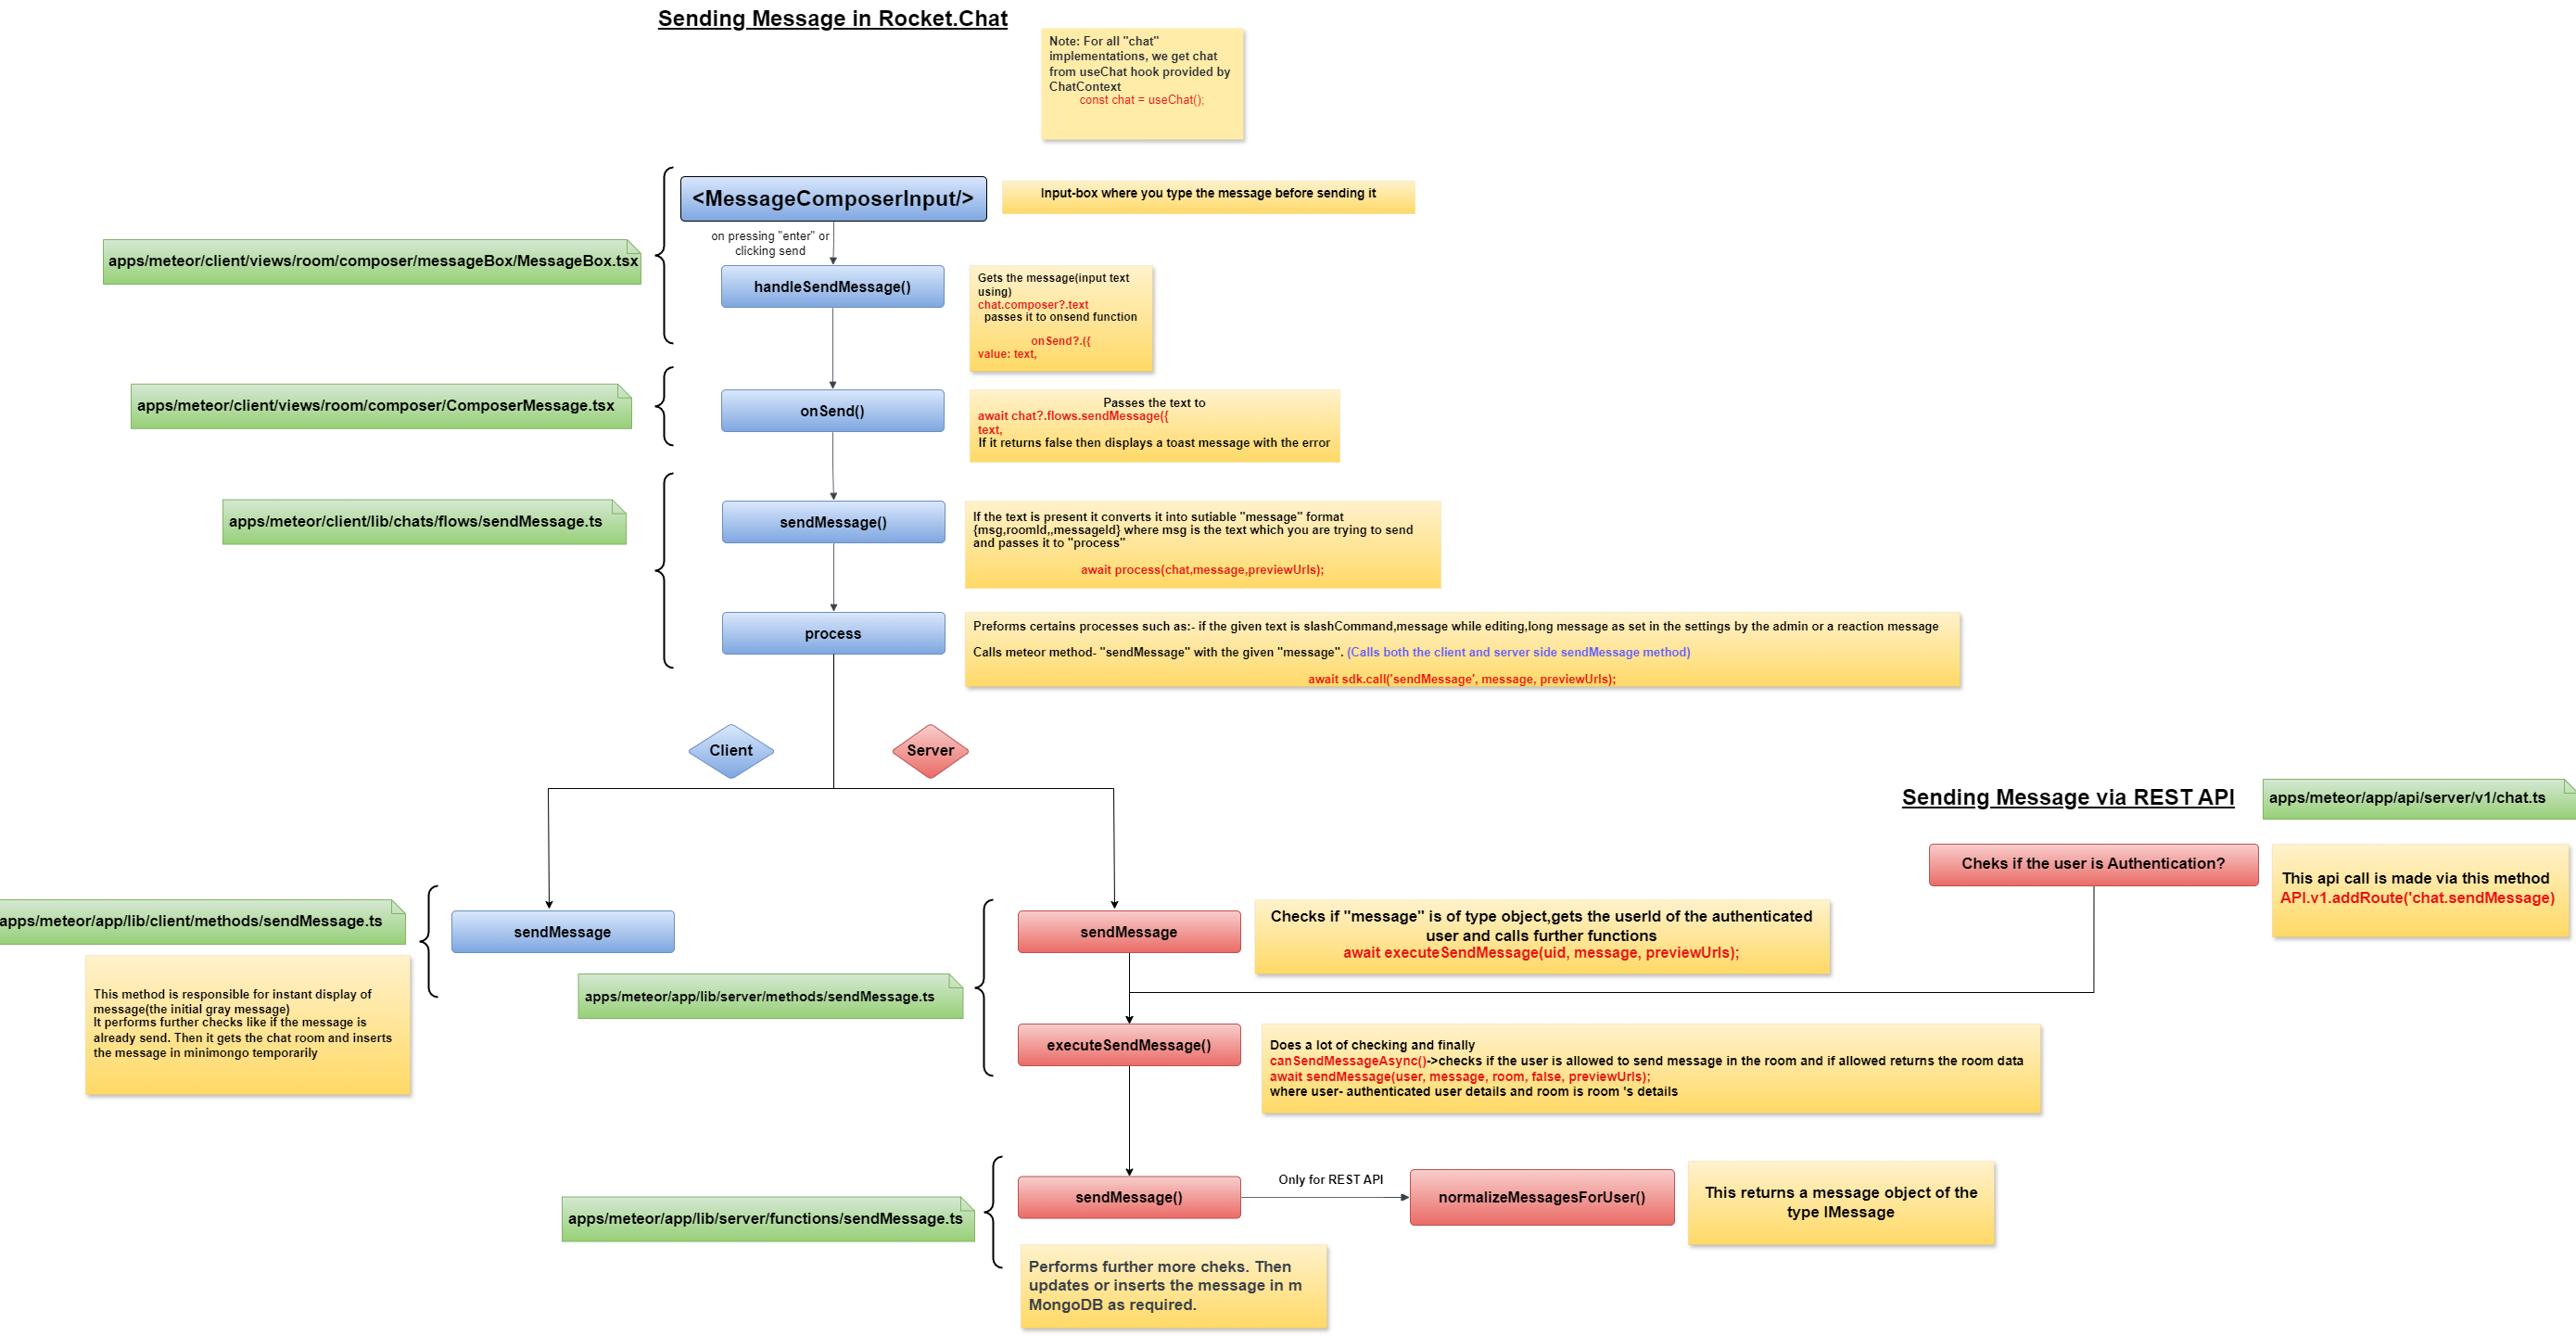 Sending Message in Rocket.Chat
Note: For all "chat"
implementations, we get chat
from useChat hook provided by
ChatContext
const chat = useChat();
<MessageComposerInput/>
Input-box where you type the message before sending it
on pressing "enter" or
clicking send
apps/meteor/client/views/room/composer/messageBox/MessageBox.tsx
handleSendMessage()
Gets the message(input text
using)
chat.composer?.text
passes it to onsend function
onSend?.({
value: text,
apps/meteor/client/views/room/composer/ComposerMessage.tsx
onSend()
Passes the text to
await chat?.flows.sendMessage({
text,
If it returns false then displays a toast message with the error
apps/meteor/client/lib/chats/flows/sendMessage.ts
sendMessage()
If the text is present it converts it into sutiable "message" format
{msg,roomId,,messageId} where msg is the text which you are trying to send
and passes it to "process"
await process(chat,message,previewUrls);
process
Preforms certains processes such as:- if the given text is slashCommand,message while editing,long message as set in the settings by the admin or a reaction message
Calls meteor method- "sendMessage" with the given "message". (Calls both the client and server side sendMessage method)
await sdk.call('sendMessage', message, previewUrls);
Client
Server
Sending Message via REST API
apps/meteor/app/api/server/v1/chat.ts
Cheks if the user is Authentication?
This api call is made via this method
API.v1.addRoute('chat.sendMessage)
apps/meteor/app/lib/client/methods/sendMessage.ts
sendMessage
This method is responsible for instant display of
message(the initial gray message)
It performs further checks like if the message is
already send. Then it gets the chat room and inserts
the message in minimongo temporarily
sendMessage
Checks if "message" is of type object,gets the userId of the authenticated
user and calls further functions
await executeSendMessage(uid, message, previewUrls);
apps/meteor/app/lib/server/methods/sendMessage.ts
executeSendMessage()
Does a lot of checking and finally
canSendMessageAsync()->checks if the user is allowed to send message in the room and if allowed returns the room data
await sendMessage(user, message, room, false, previewUrls);
where user- authenticated user details and room is room 's details
apps/meteor/app/lib/server/functions/sendMessage.ts
sendMessage()
Only for REST API
normalizeMessagesForUser()
This returns a message object of the
type IMessage
Performs further more cheks. Then
updates or inserts the message in m
MongoDB as required.